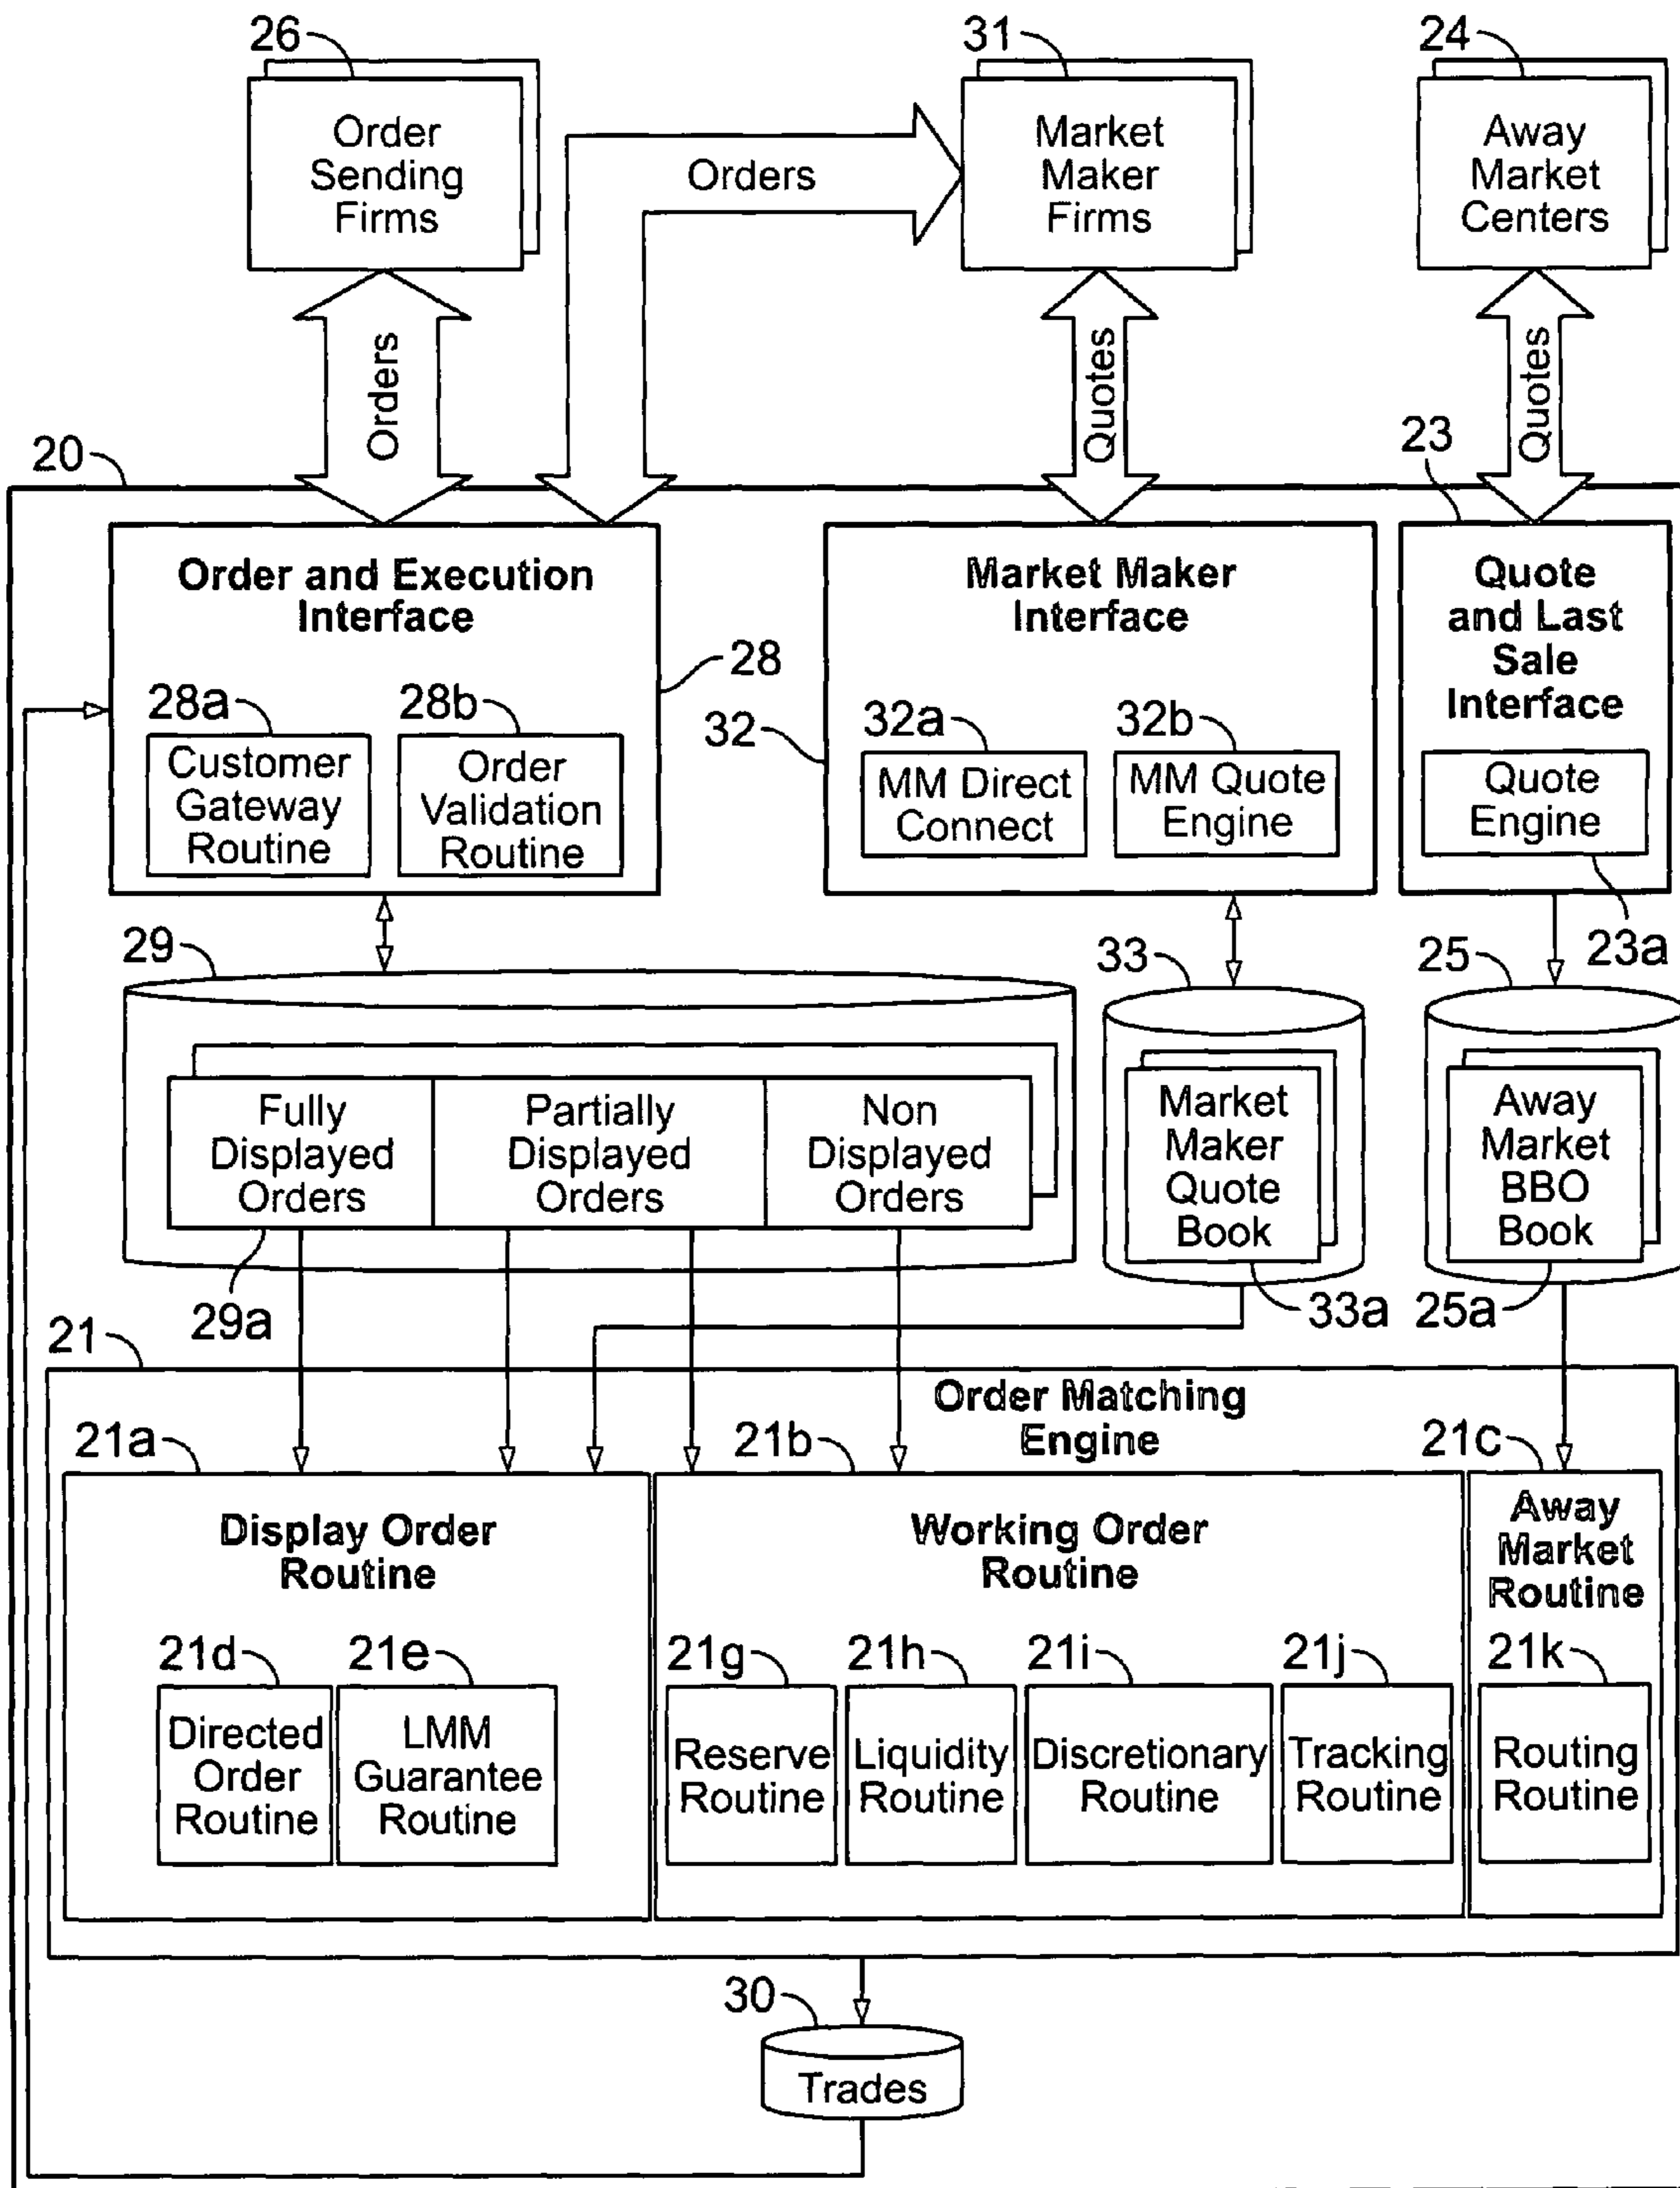 26
31
24
Order
Sending
Firms
Orders
Market
Maker
Firms
Away
Market
Centers
Orders
Quotes
Quotes
20
23
Order and Execution
Interface
28
28a
28b
Customer
Gateway
Routine
Order
Validation
Routine
Market Maker
Interface
32
32a
32b
MM Direct
Connect
MM Quote
Engine
Quote
and Last
Sale
Interface
Quote
Engine
23a
29
33
25
Fully
Displayed
Orders
Partially
Displayed
Orders
Non
Displayed
Orders
29a
Market
Maker
Quote
Book
33a
Away
Market
BBO
Book
25a
21
Order Matching
Engine
21a
21b
21c
Display Order
Routine
21d
21e
Directed
Order
Routine
LMM
Guarantee
Routine
Working Order
Routine
21g
21h
21i
21j
Reserve
Routine
Liquidity
Routine
Discretionary
Routine
Tracking
Routine
Away
Market
Routine
21k
Routing
Routine
30
Trades